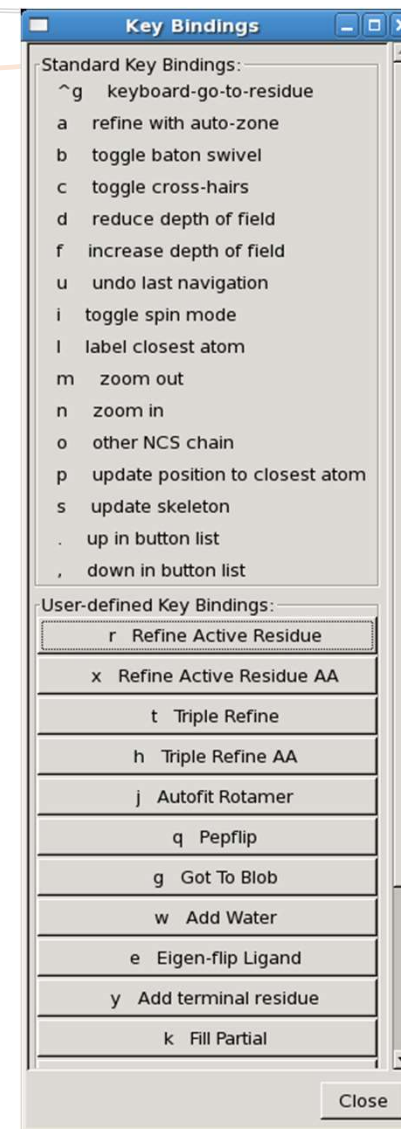 Key Bindings
Standard Key Bindings:
^g keyboard-go-to-residue
a refine with auto-zone
b toggle baton swivel
c toggle cross-hairs
d reduce depth of field
f increase depth of field
u undo last navigation
i toggle spin mode
l label closest atom
m zoom out
n zoom in
o other NCS chain
p update position to closest atom
s update skeleton
. up in button list
, down in button list
User-defined Key Bindings:
r Refine Active Residue
x Refine Active Residue AA
t Triple Refine
h Triple Refine AA
j Autofit Rotamer
q Pepflip
g Got To Blob
w Add Water
e Eigen-flip Ligand
y Add terminal residue
k Fill Partial
Close